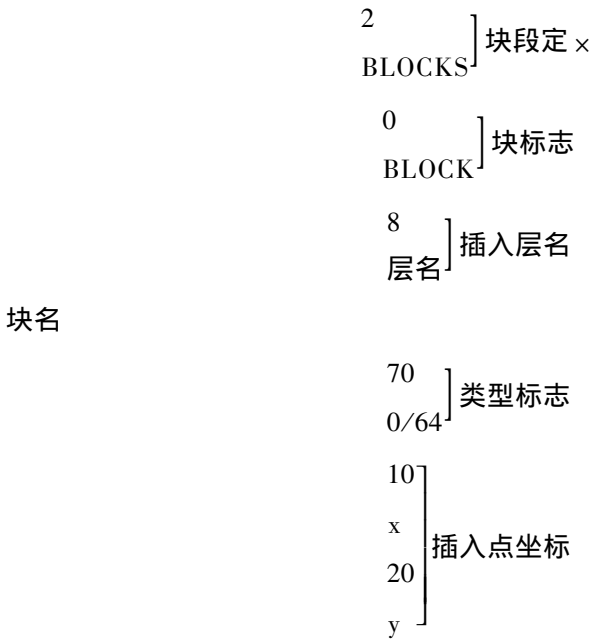 2
BLOCKS ] 块段定 ×
0
BLOCK ] 块标志
8
层名 ] 插入层名
块名
70
0/64 ] 类型标志
10
x
20
y ] 插入点坐标